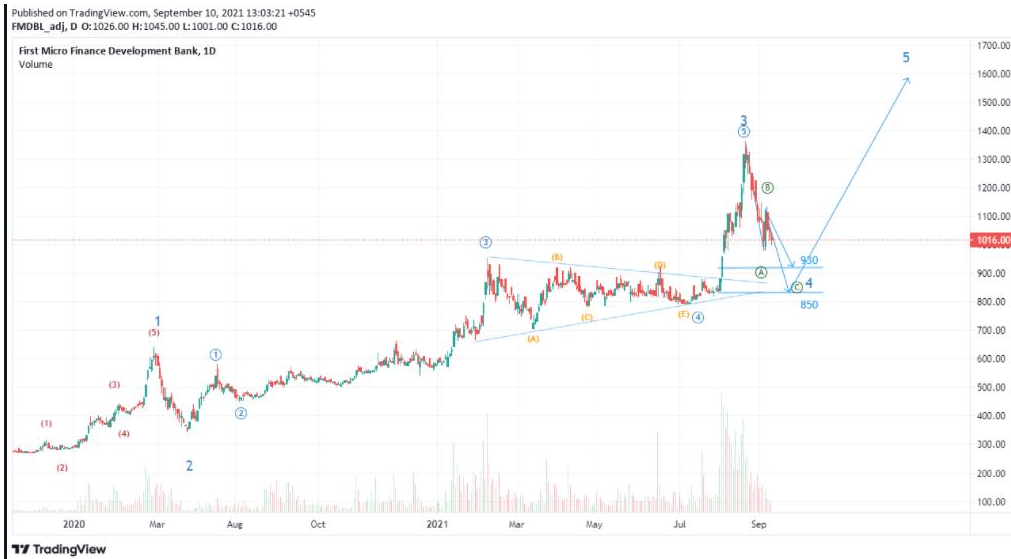 Published on TradingView.com, September 10, 2021 13:03:21 +0545
FMDBL_adj, D O:1026.00 H:1045.00 L:1001.00 C:1016.00
First Micro Finance Development Bank, 1D
Volume
1700.00
5
1600.00
1500.00
3
5
1400.00
1300.00
B
1200.00
1100.00
3
(B)
(D)
1016.00
930
A
900.00
C 4
850
800.00
(C)
(E)
4
(A)
700.00
1
(5)
1
600.00
(3)
500.00
2
(1)
(4)
400.00
300.00
(2)
2
200.00
100.00
2020
Mar
Aug
Oct
2021
Mar
May
Jul
Sep
TradingView